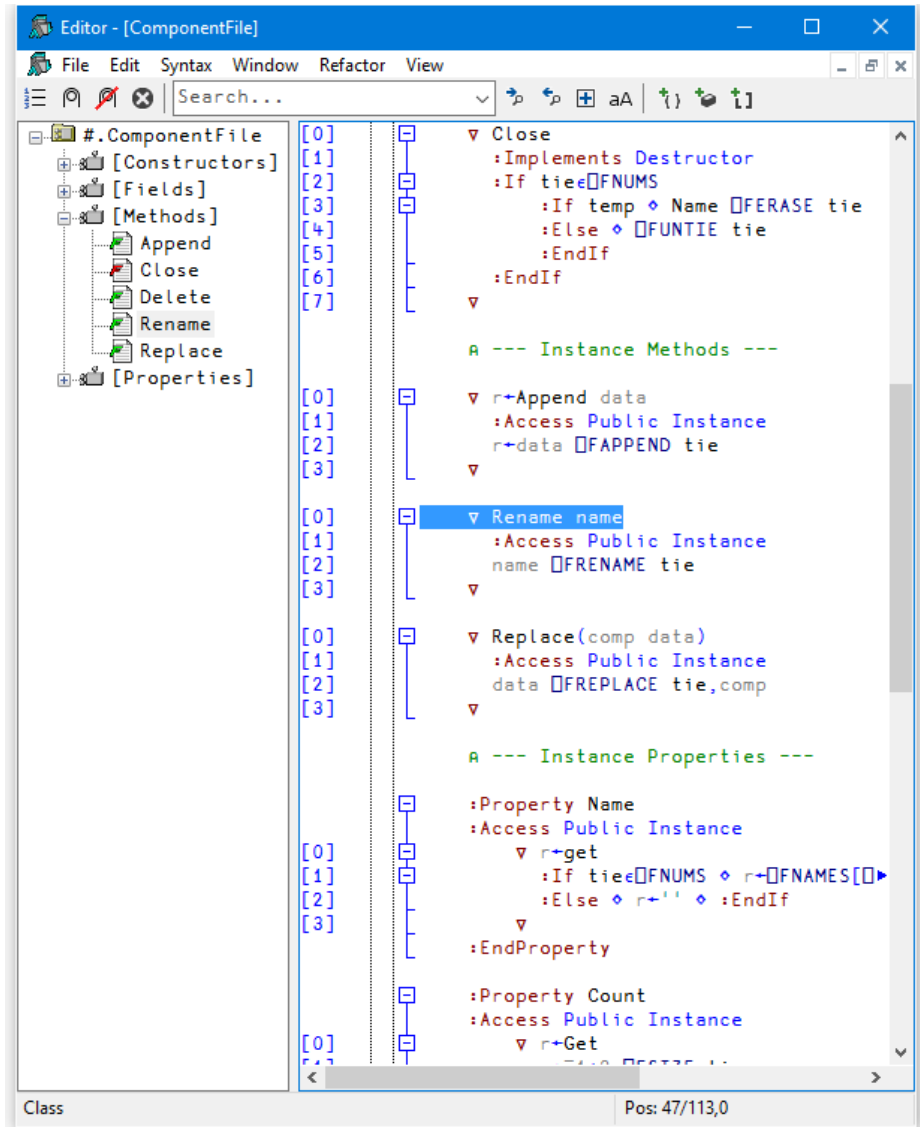 Editor - [ComponentFile]
File Edit Syntax Window Refactor View
Search... aA
#.ComponentFile
[Constructors]
[Fields]
[Methods]
Append
Close
Delete
Rename
Replace
[Properties]
[0] ∇ Close
[1] :Implements Destructor
[2] :If tie∊⎕FNUMS
[3] :If temp ⋄ Name ⎕FERASE tie
[4] :Else ⋄ ⎕FUNTIE tie
[5] :EndIf
[6] :EndIf
[7] ∇
⍝ --- Instance Methods ---
[0] ∇ r←Append data
[1] :Access Public Instance
[2] r←data ⎕FAPPEND tie
[3] ∇
[0] ∇ Rename name
[1] :Access Public Instance
[2] name ⎕FRENAME tie
[3] ∇
[0] ∇ Replace(comp data)
[1] :Access Public Instance
[2] data ⎕FREPLACE tie,comp
[3] ∇
⍝ --- Instance Properties ---
:Property Name
:Access Public Instance
[0] ∇ r←get
[1] :If tie∊⎕FNUMS ⋄ r←⎕FNAMES[⎕
[2] :Else ⋄ r←'' ⋄ :EndIf
[3] ∇
:EndProperty
:Property Count
:Access Public Instance
[0] ∇ r←Get
Class
Pos: 47/113,0